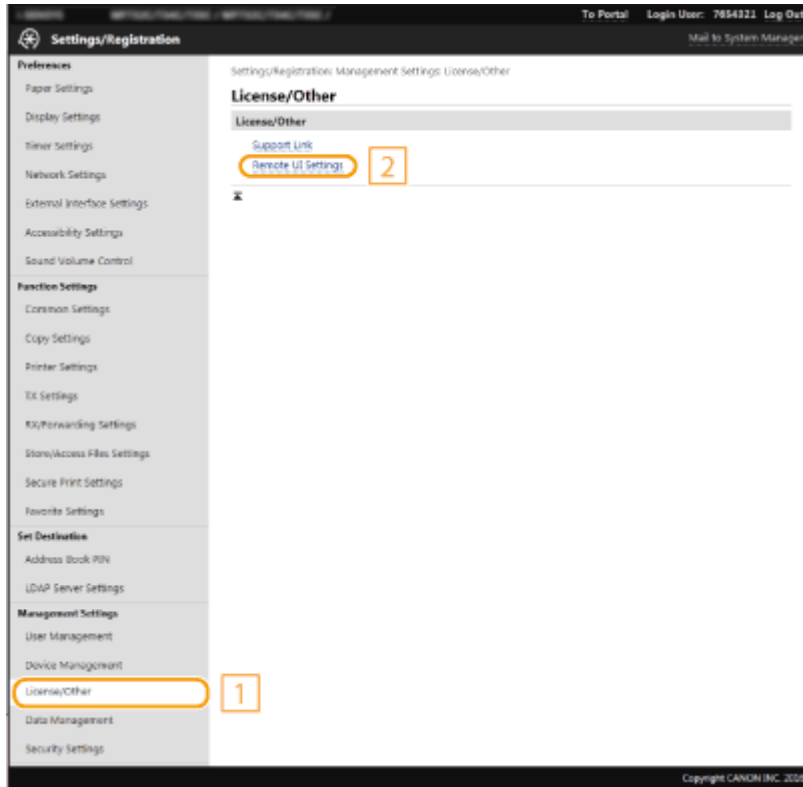 To Portal Login User: 7654321 Log Out
Settings/Registration
Mail to System Manager
Preferences
Paper Settings
Display Settings
Timer Settings
Network Settings
External Interface Settings
Accessibility Settings
Sound Volume Control
Function Settings
Common Settings
Copy Settings
Printer Settings
TX Settings
RX/Forwarding Settings
Store/Access Files Settings
Secure Print Settings
Favorite Settings
Set Destination
Address Book PIN
LDAP Server Settings
Management Settings
User Management
Device Management
License/Other
1
Data Management
Security Settings
Settings/Registration: Management Settings: License/Other
License/Other
License/Other
Support Link
Remote UI Settings
2
Copyright CANON INC. 2016